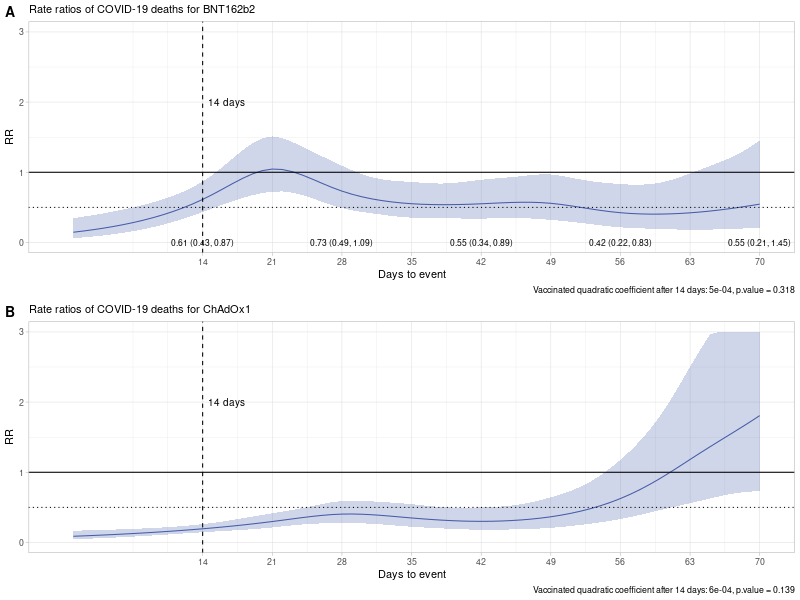 A Rate ratios of COVID-19 deaths for BNT162b2
3
2
1
0
RR
14 days
0.61 (0.43, 0.87) 0.73 (0.49, 1.09) 0.55 (0.34, 0.89) 0.42 (0.22, 0.83) 0.55 (0.21, 1.45)
14 21 28 35 42 49 56 63 70
Days to event
Vaccinated quadratic coefficient after 14 days: 5e-04, p.value = 0.318
B Rate ratios of COVID-19 deaths for ChAdOx1
3
2
1
0
RR
14 days
14 21 28 35 42 49 56 63 70
Days to event
Vaccinated quadratic coefficient after 14 days: 6e-04, p.value = 0.139